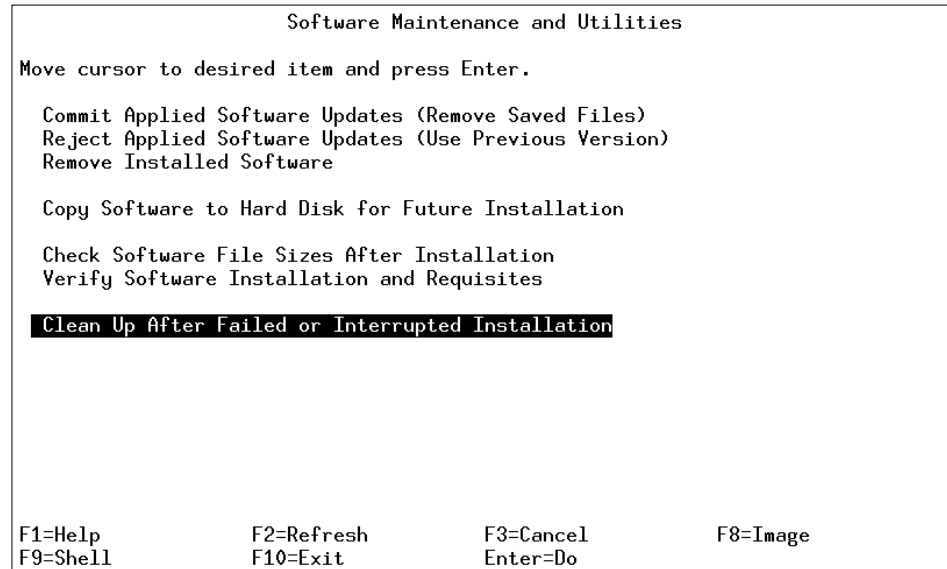 Software Maintenance and Utilities
Move cursor to desired item and press Enter.
Commit Applied Software Updates (Remove Saved Files)
Reject Applied Software Updates (Use Previous Version)
Remove Installed Software
Copy Software to Hard Disk for Future Installation
Check Software File Sizes After Installation
Verify Software Installation and Requisites
Clean Up After Failed or Interrupted Installation
F1=Help F2=Refresh F3=Cancel F8=Image
F9=Shell F10=Exit Enter=Do